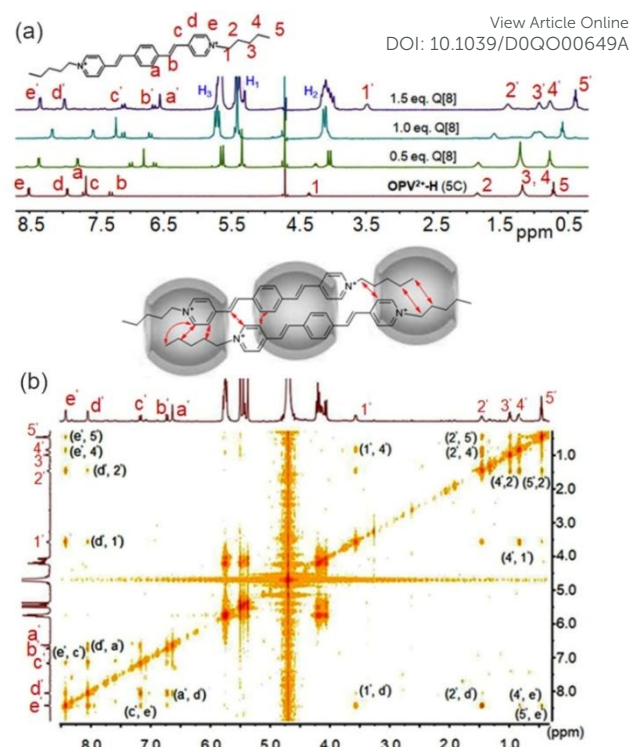 View Article Online
DOI: 10.1039/D0QO00649A
(a)
c d e 2 4 5
a b 1 3
N⁺
N⁺
e' d' c' b' a' H₃ H₁ H₂ 1' 2' 3' 4' 5'
1.5 eq. Q[8]
1.0 eq. Q[8]
a
0.5 eq. Q[8]
e d c b 1 OPV²⁺-H (5C) 2 3, 4 5
8.5 7.5 6.5 5.5 4.5 3.5 2.5 1.5 ppm 0.5
N⁺
N⁺
N⁺
N⁺
(b)
e' d' c' b' a' 1' 2' 3' 4' 5'
5' (e', 5') (2', 5')
4' (e', 4') (1', 4') (2', 4')
3
2' (d', 2') (4', 2') (5', 2')
1' (d', 1') (4', 1')
a'
b' (d', a')
c' (e', c')
d' (a', d') (1', d') (2', d') (4', e')
e' (c', e') (5', e')
1.0
2.0
3.0
4.0
5.0
6.0
7.0
8.0
(ppm)
8.0 7.0 6.0 5.0 4.0 3.0 2.0 1.0 (ppm)